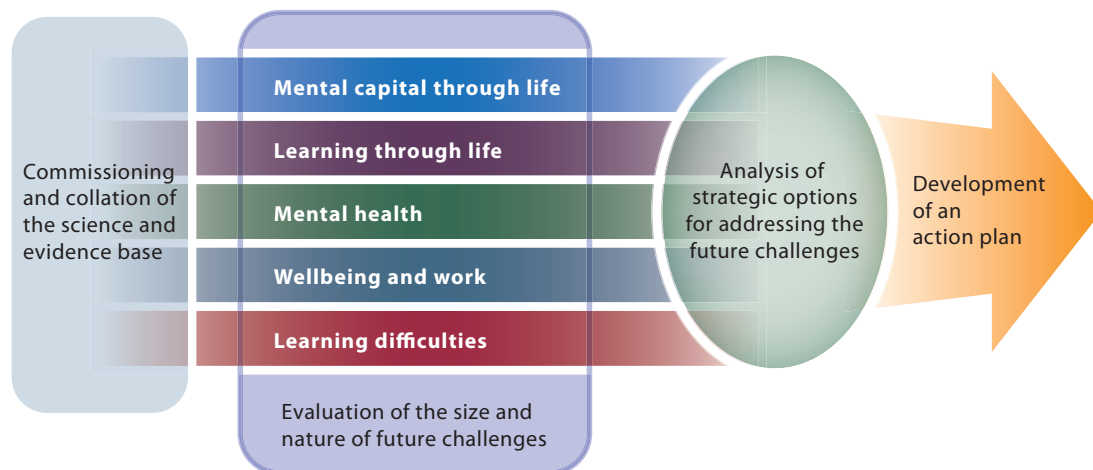 Commissioning
and collation of
the science and
evidence base
Mental capital through life
Learning through life
Mental health
Wellbeing and work
Learning difficulties
Evaluation of the size and
nature of future challenges
Analysis of
strategic options
for addressing the
future challenges
Development
of an
action plan